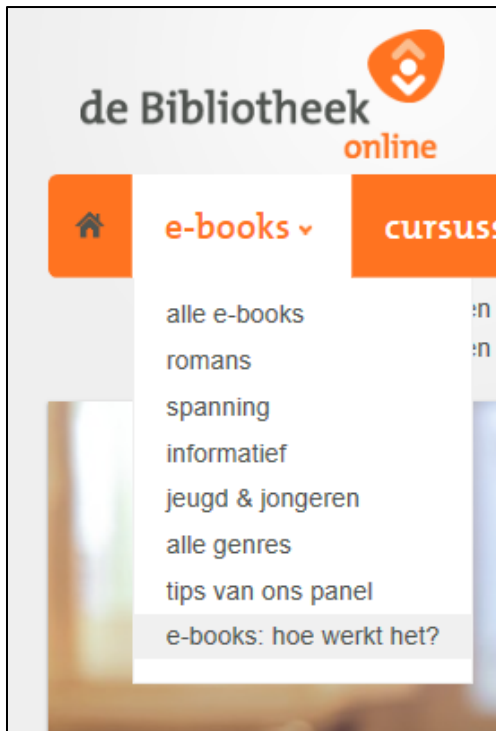 de Bibliotheek
online
e-books
alle e-books
romans
spanning
informatief
jeugd & jongeren
alle genres
tips van ons panel
e-books: hoe werkt het?